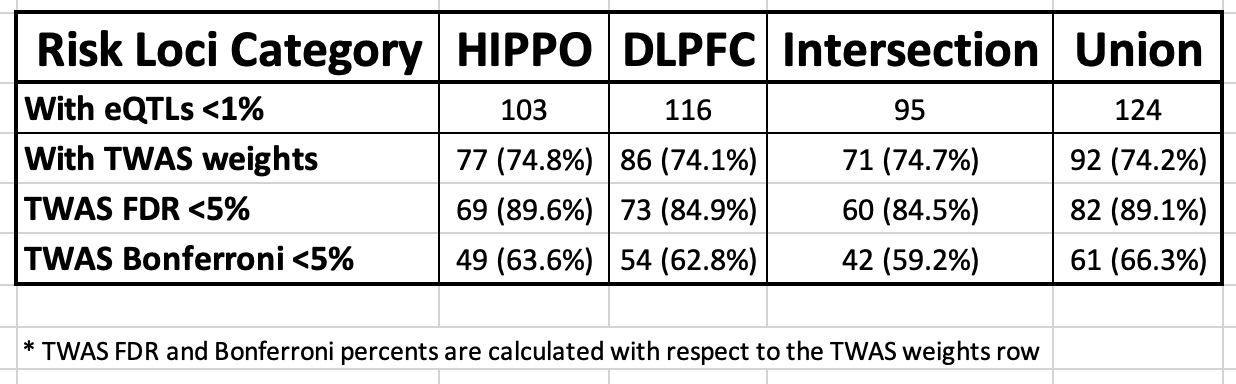 Risk Loci Category HIPPO DLPFC Intersection Union
With eQTLs <1% 103 116 95 124
With TWAS weights 77 (74.8%) 86 (74.1%) 71 (74.7%) 92 (74.2%)
TWAS FDR <5% 69 (89.6%) 73 (84.9%) 60 (84.5%) 82 (89.1%)
TWAS Bonferroni <5% 49 (63.6%) 54 (62.8%) 42 (59.2%) 61 (66.3%)
* TWAS FDR and Bonferroni percents are calculated with respect to the TWAS weights row